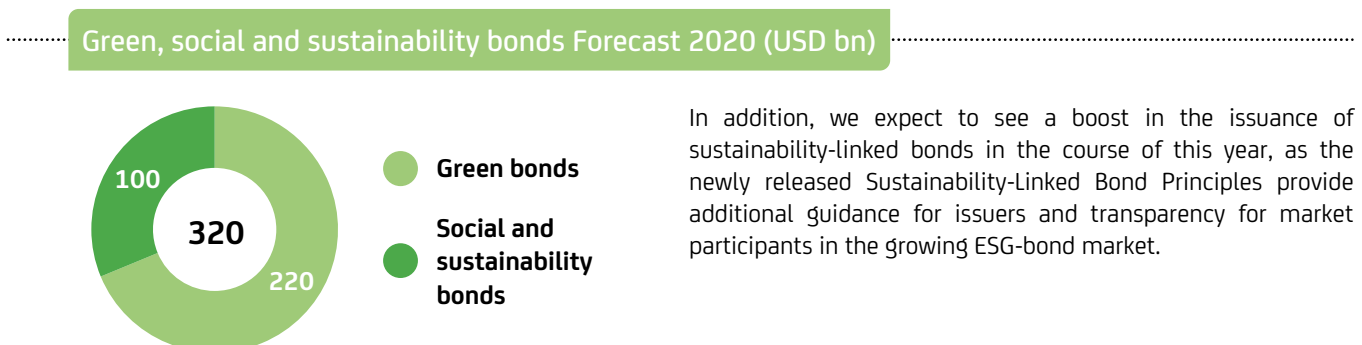 Green, social and sustainability bonds Forecast 2020 (USD bn)
100
320
220
Green bonds
Social and
sustainability
bonds
In addition, we expect to see a boost in the issuance of
sustainability-linked bonds in the course of this year, as the
newly released Sustainability-Linked Bond Principles provide
additional guidance for issuers and transparency for market
participants in the growing ESG-bond market.